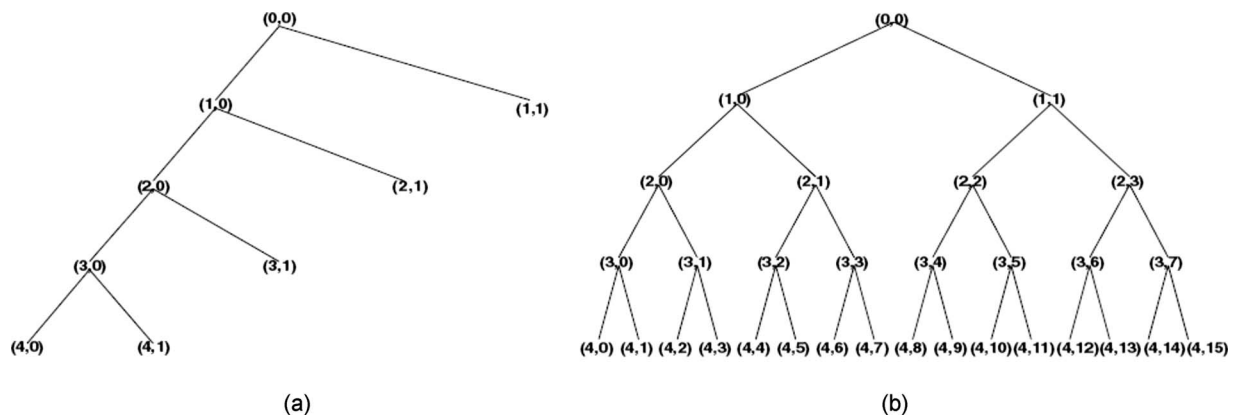 (0,0)
(1,0) (1,1)
(2,0) (2,1)
(3,0) (3,1)
(4,0) (4,1)
(a)
(0,0)
(1,0) (1,1)
(2,0) (2,1) (2,2) (2,3)
(3,0) (3,1) (3,2) (3,3) (3,4) (3,5) (3,6) (3,7)
(4,0) (4,1) (4,2) (4,3) (4,4) (4,5) (4,6) (4,7) (4,8) (4,9) (4,10) (4,11) (4,12) (4,13) (4,14) (4,15)
(b)